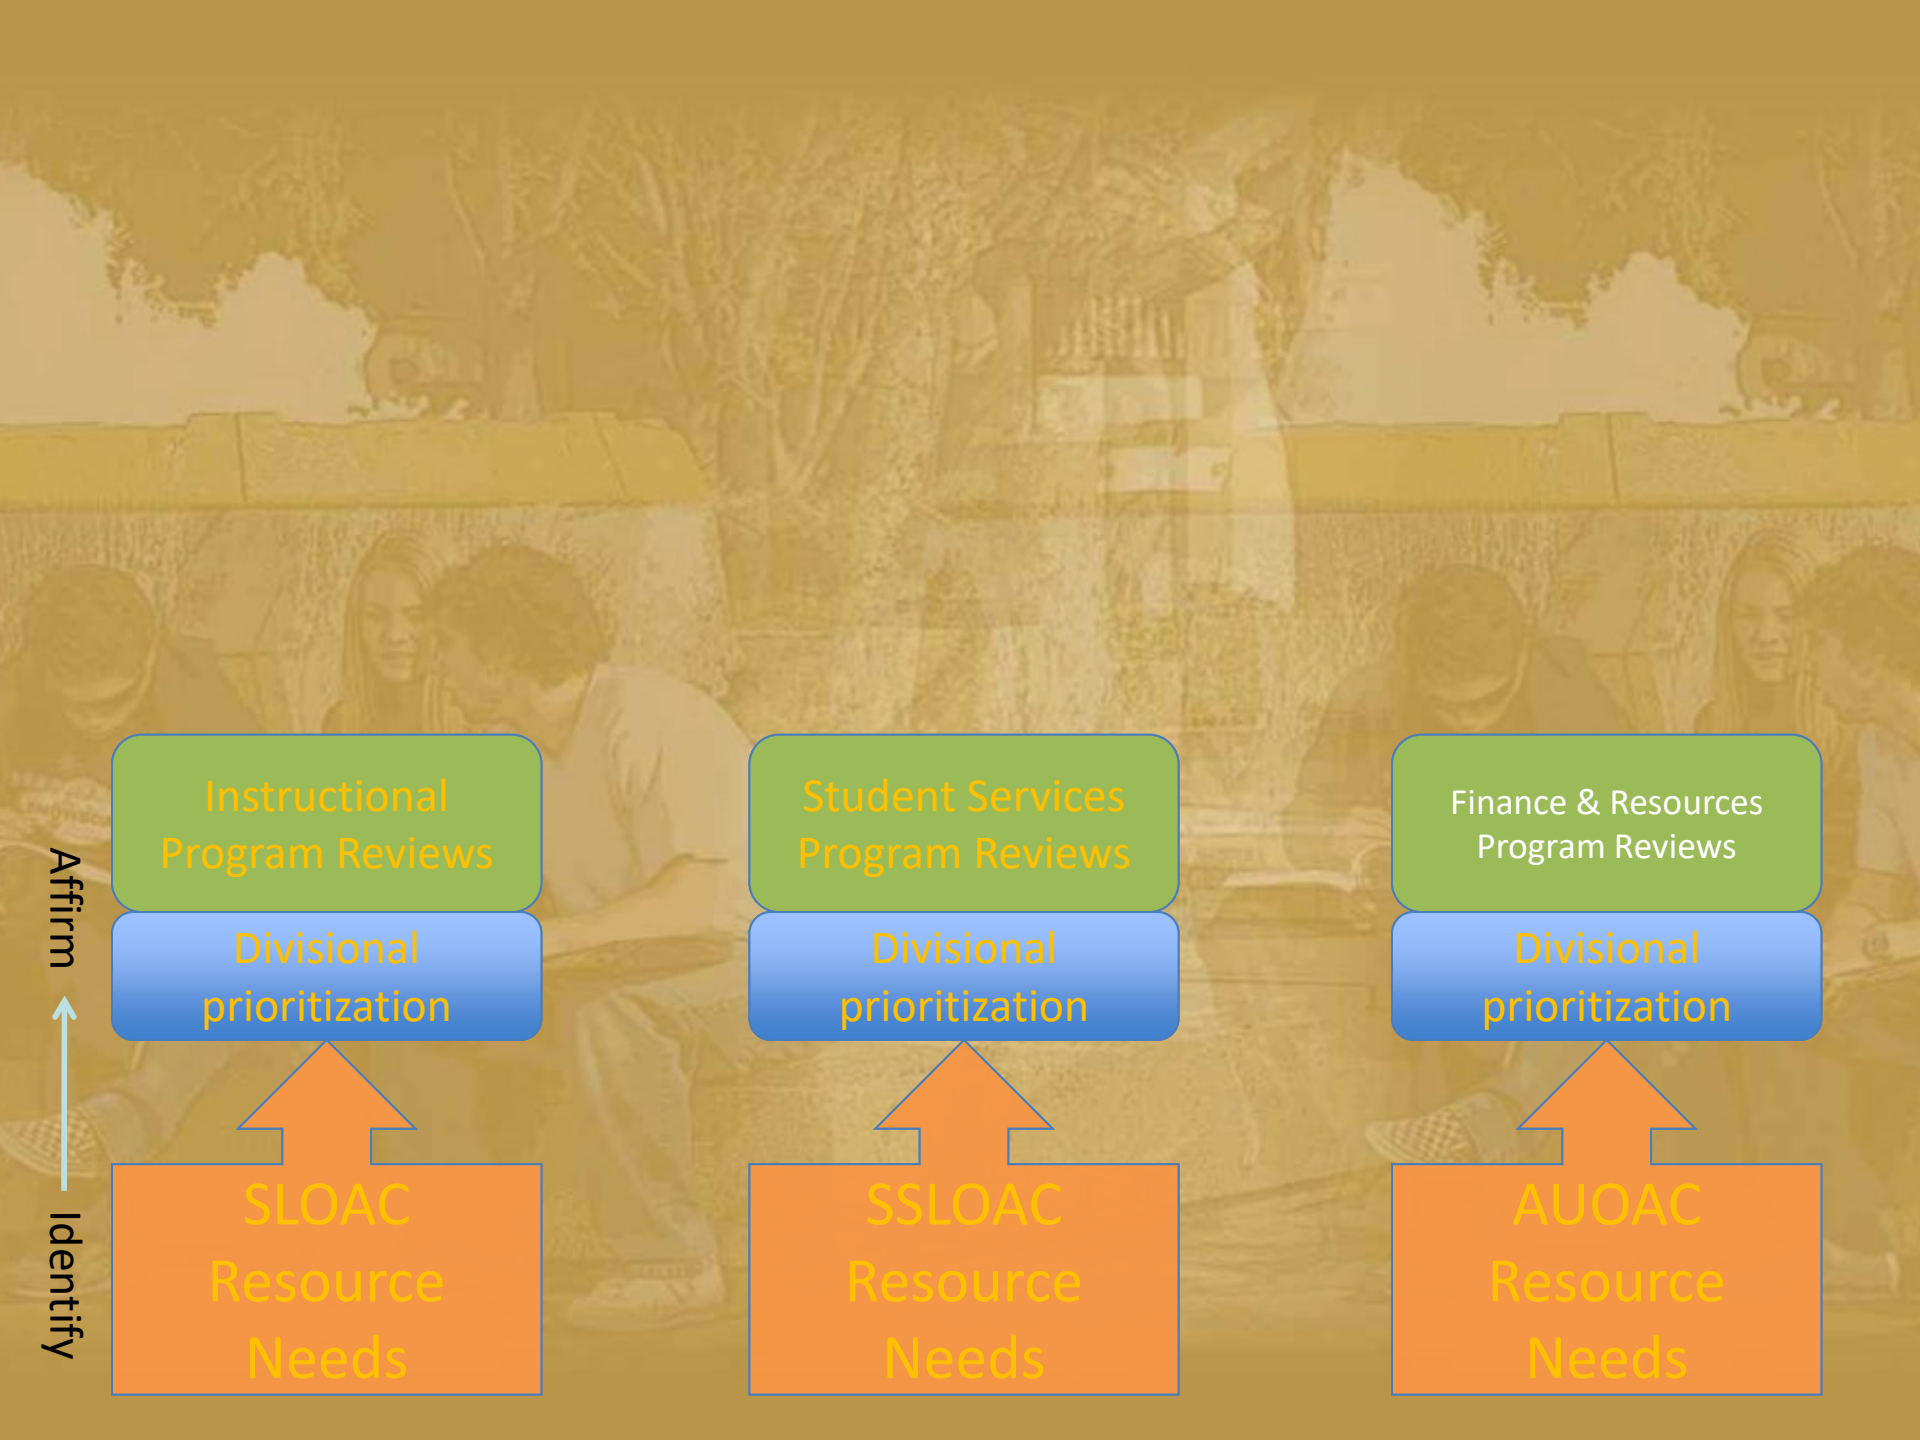 Instructional
Program Reviews
Student Services
Program Reviews
Finance & Resources
Program Reviews
Affirm
Divisional
prioritization
Divisional
prioritization
Divisional
prioritization
Identify
SLOAC
Resource
Needs
SSLOAC
Resource
Needs
AUOAC
Resource
Needs